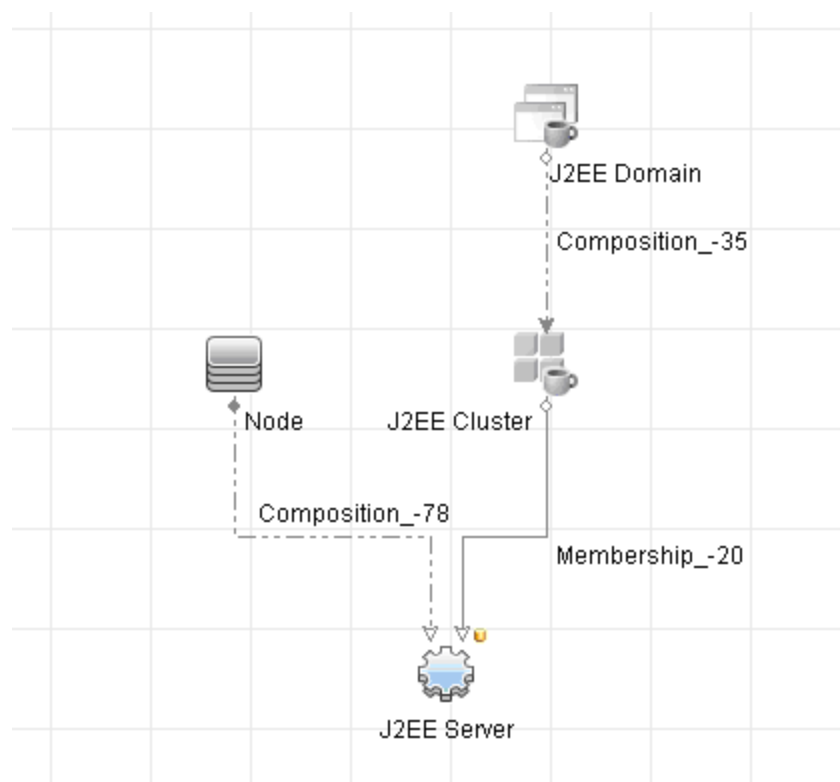 J2EE Domain
Composition_-35
Node
J2EE Cluster
Composition_-78
Membership_-20
J2EE Server